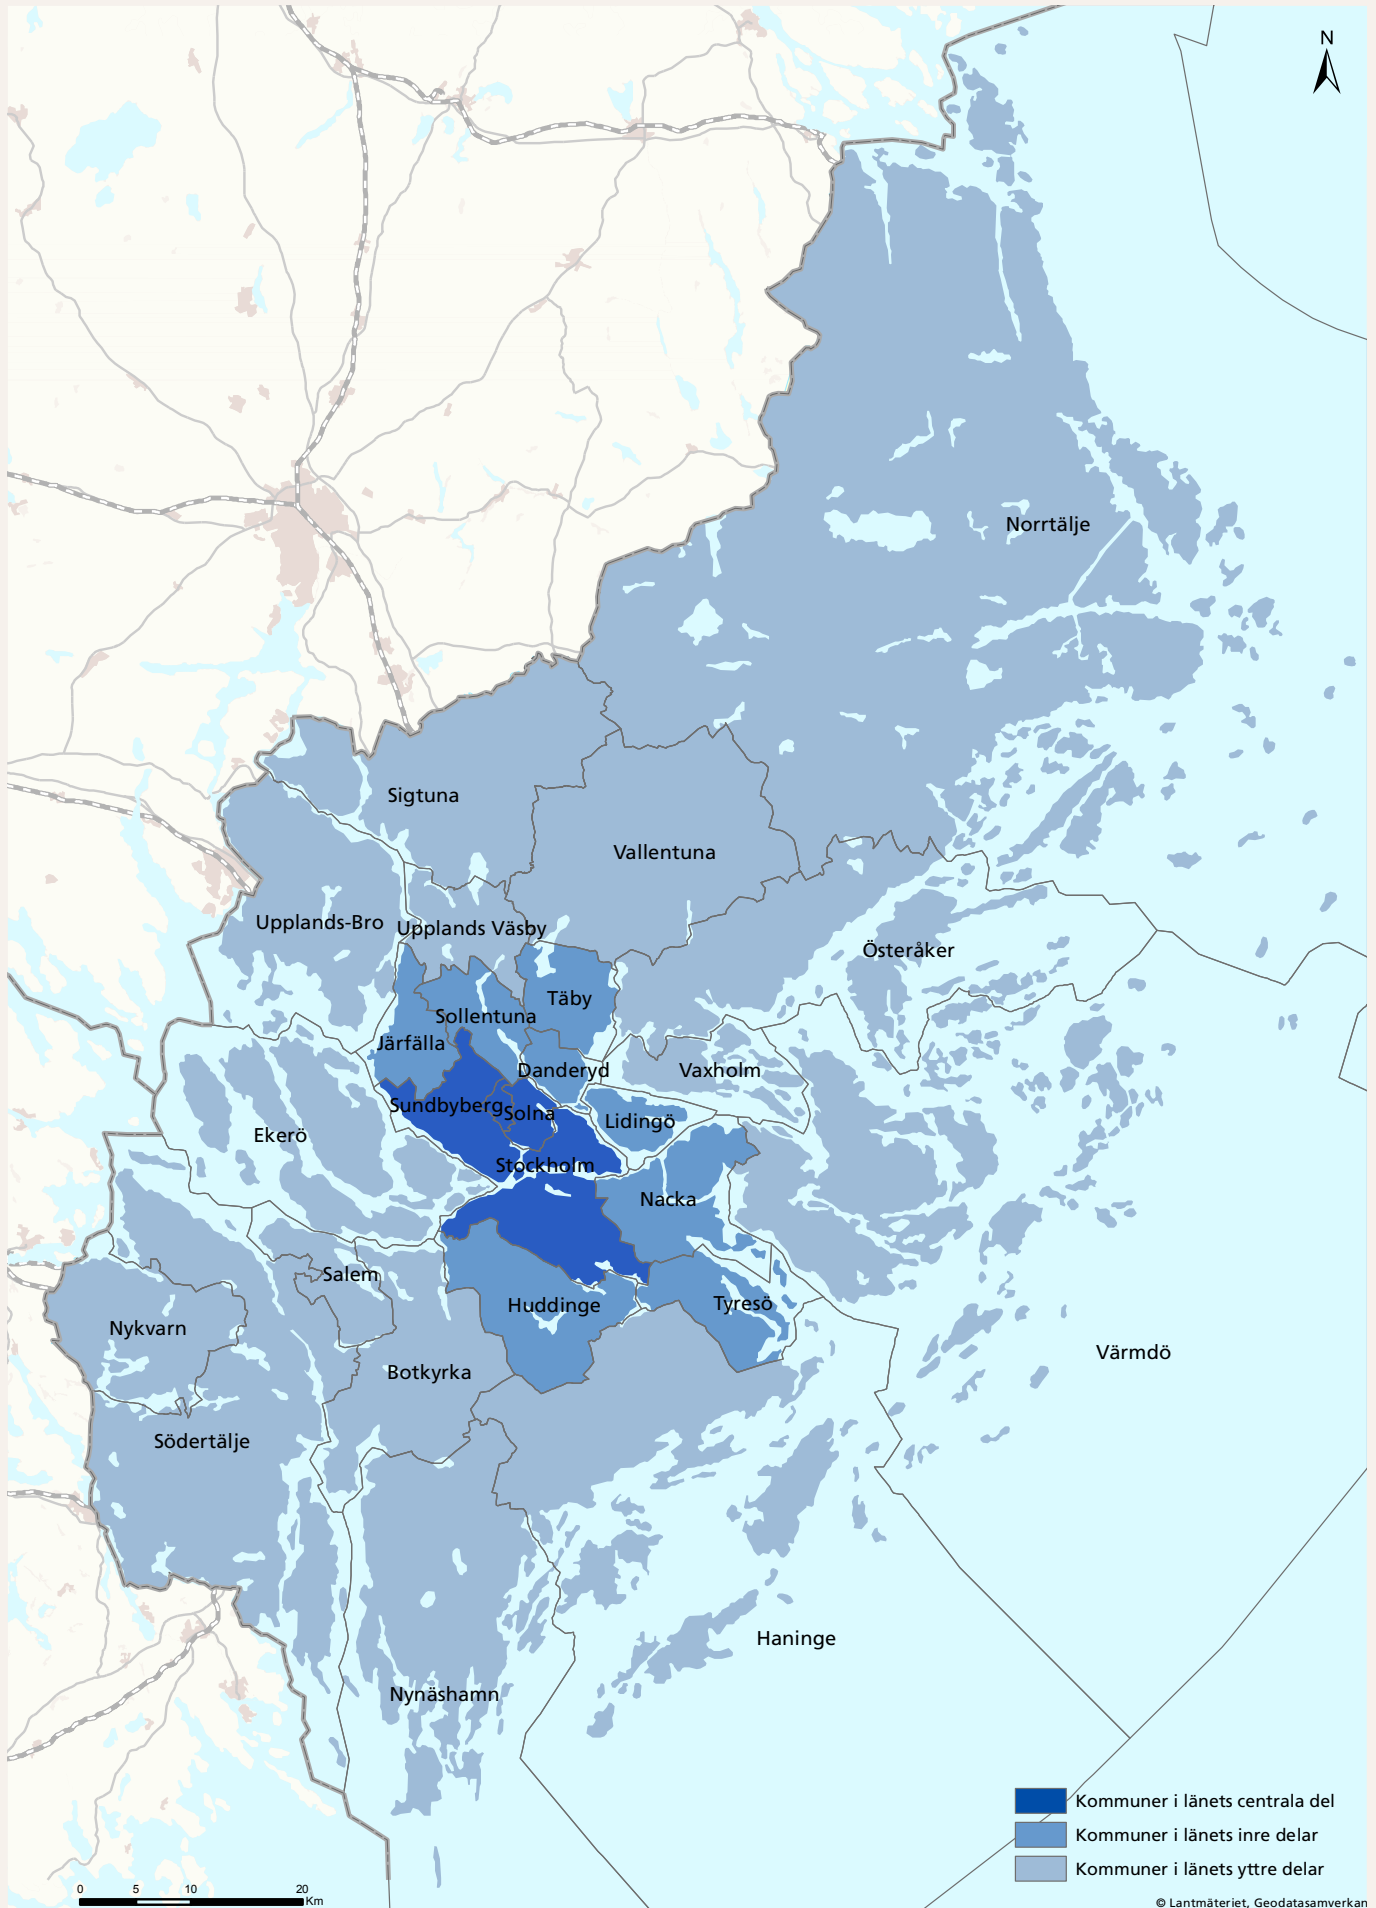 N
Norrtälje
Sigtuna
Vallentuna
Upplands-Bro
Upplands Väsby
Österåker
Täby
Sollentuna
Järfälla
Danderyd
Vaxholm
Sundbyberg
Solna
Lidingö
Ekerö
Stockholm
Nacka
Salem
Huddinge
Tyresö
Nykvarn
Värmdö
Botkyrka
Södertälje
Haninge
Nynäshamn
Kommuner i länets centrala del
Kommuner i länets inre delar
Kommuner i länets yttre delar
0 5 10 20
Km
© Lantmäteriet, Geodatasamverkan